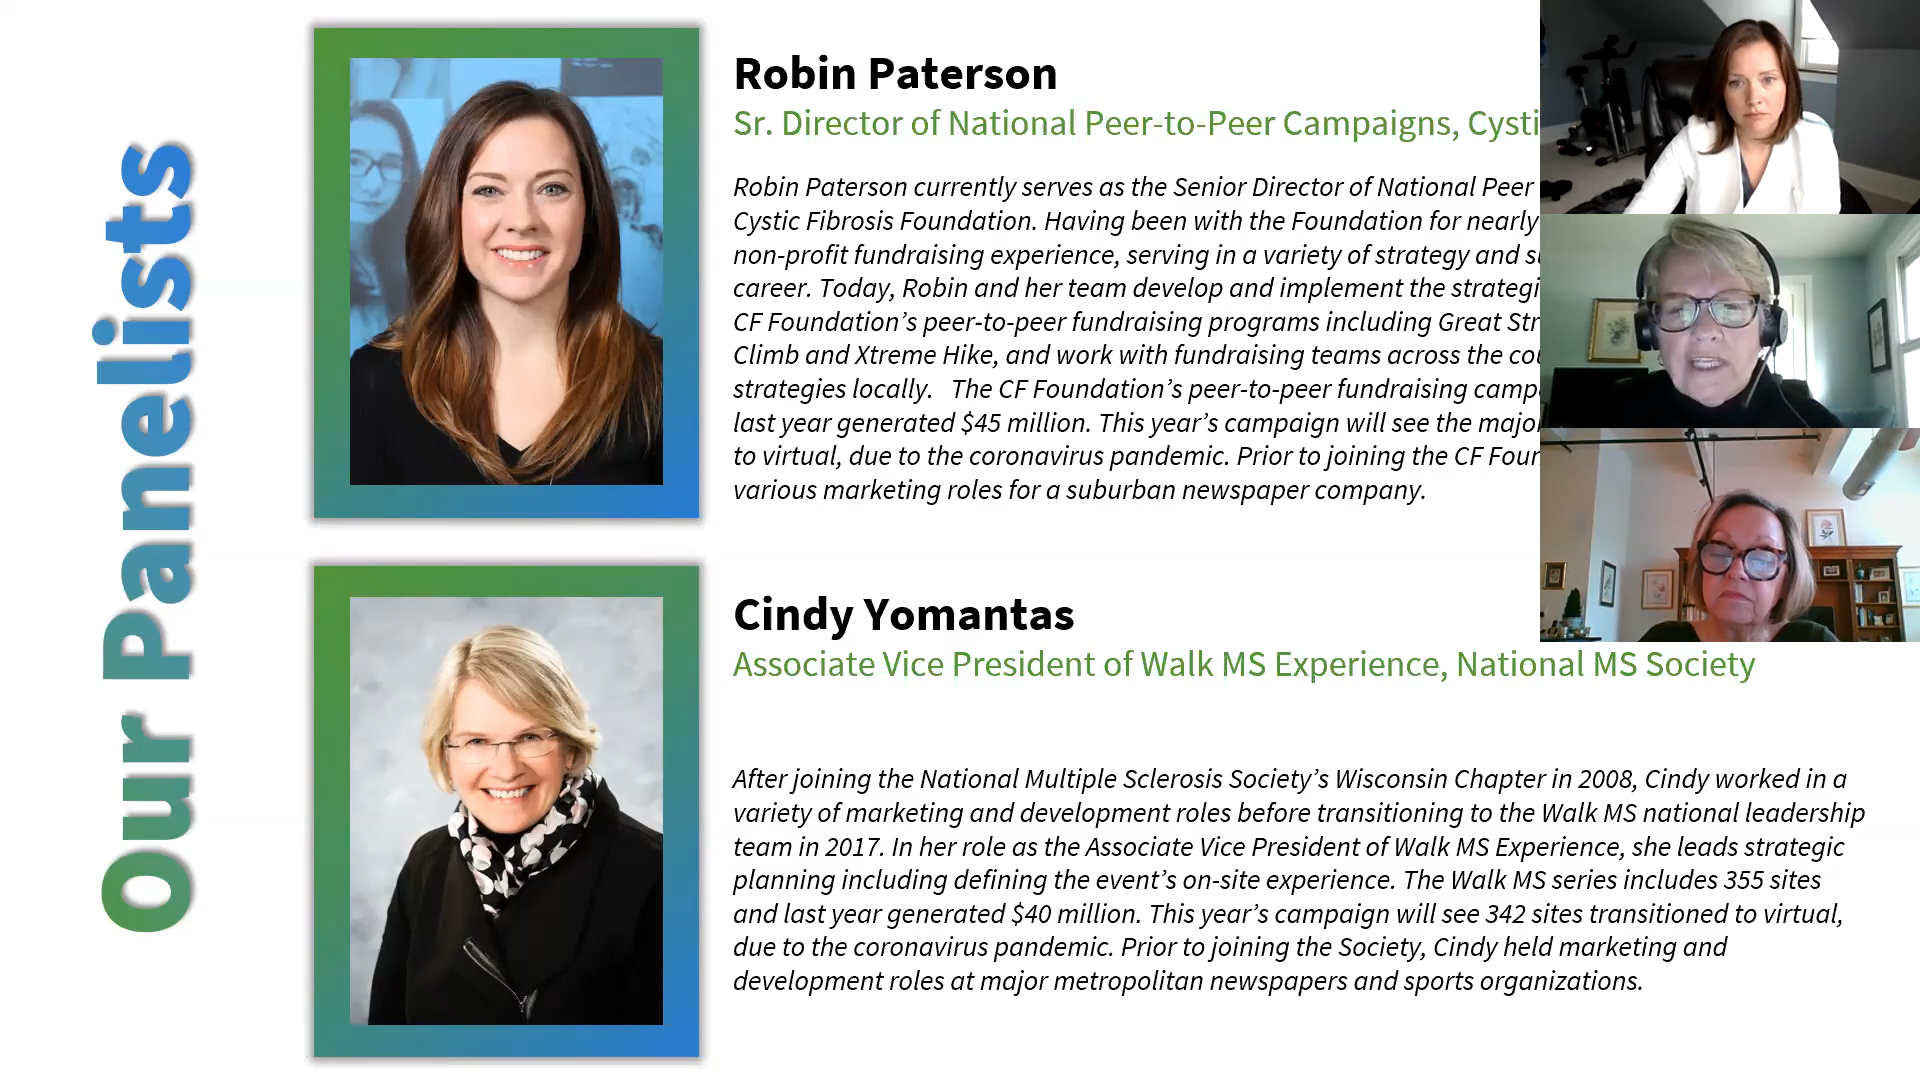 Our Panelists
Robin Paterson
Sr. Director of National Peer-to-Peer Campaigns,
Robin Paterson currently serves as the Senior Director of National Peer
Cystic Fibrosis Foundation. Having been with the Foundation for nearly
non-profit fundraising experience, serving in a variety of strategy and
career. Today, Robin and her team develop and implement the
CF Foundation’s peer-to-peer fundraising programs including Great
Climb and Xtreme Hike, and work with fundraising teams across the
strategies locally. The CF Foundation’s peer-to-peer fundraising
last year generated $45 million. This year’s campaign will see the
to virtual, due to the coronavirus pandemic. Prior to joining the CF
various marketing roles for a suburban newspaper company.
Cindy Yomantas
Associate Vice President of Walk MS Experience, National MS Society
After joining the National Multiple Sclerosis Society’s Wisconsin Chapter in 2008, Cindy worked in a
variety of marketing and development roles before transitioning to the Walk MS national leadership
team in 2017. In her role as the Associate Vice President of Walk MS Experience, she leads strategic
planning including defining the event’s on-site experience. The Walk MS series includes 355 sites
and last year generated $40 million. This year’s campaign will see 342 sites transitioned to virtual,
due to the coronavirus pandemic. Prior to joining the Society, Cindy held marketing and
development roles at major metropolitan newspapers and sports organizations.